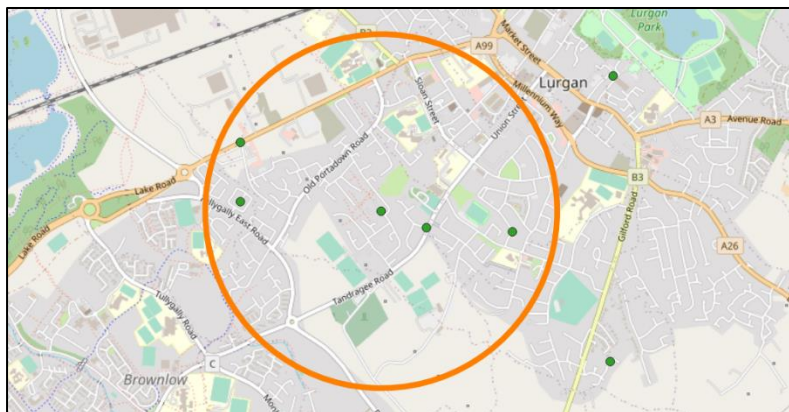 Lurgan
Park
B2
A99
Market Street
Sloan Street
Lurgan
Millennium Way
Union Street
A3
Avenue Road
Old Portadown Road
B3
Lake Road
Tullygally East Road
Gilford Road
Lake Road
A26
Tandragee Road
Tullygally Road
C
Brownlow